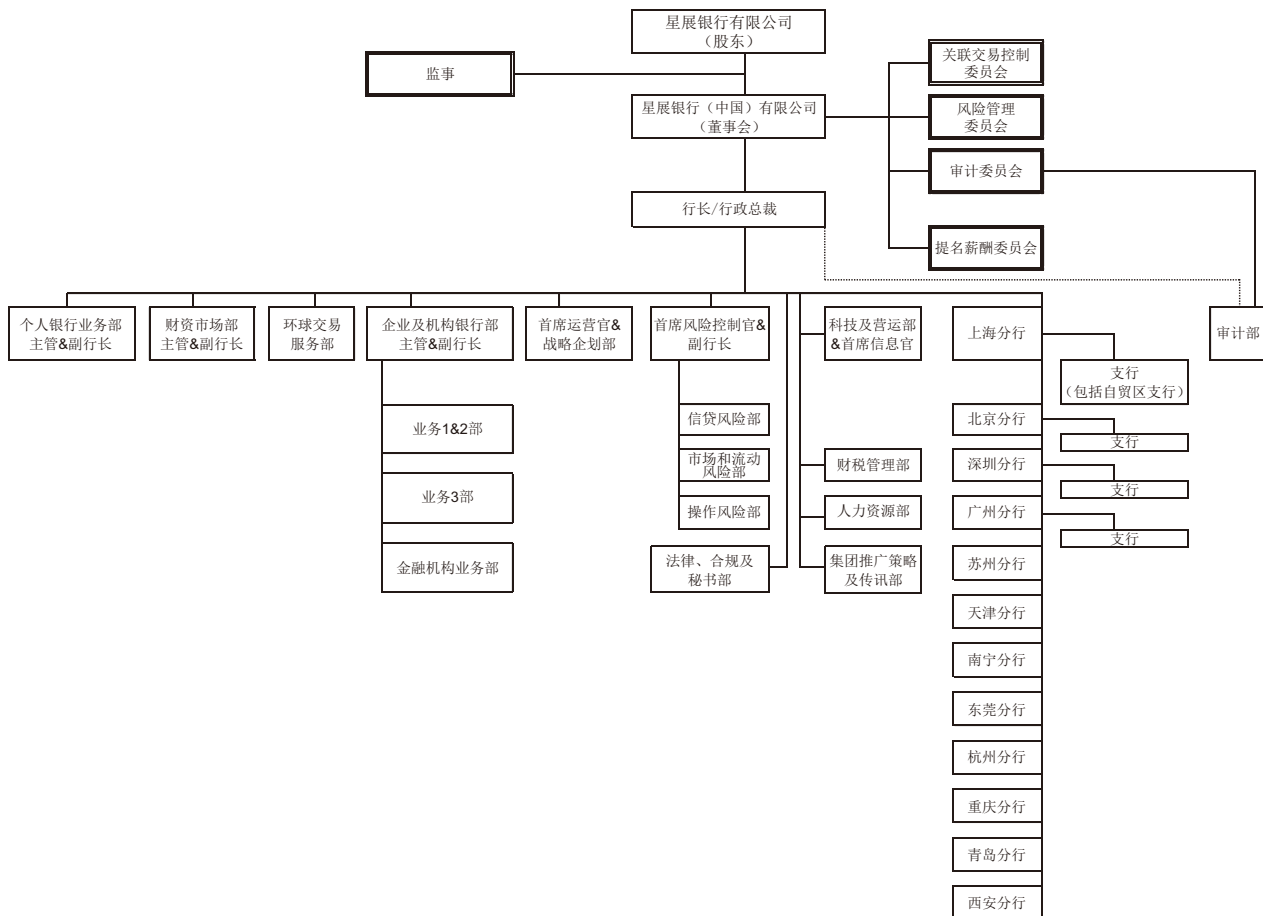 星展银行有限公司
（股东）
监事
关联交易控制
委员会
星展银行（中国）有限公司
（董事会）
风险管理
委员会
审计委员会
行长/行政总裁
提名薪酬委员会
个人银行业务部
主管&副行长
财资市场部
主管&副行长
环球交易
服务部
企业及机构银行部
主管&副行长
首席运营官&
战略企划部
首席风险控制官&
副行长
科技及营运部
&首席信息官
上海分行
审计部
支行
（包括自贸区支行）
业务1&2部
信贷风险部
北京分行
支行
市场和流动
风险部
财税管理部
深圳分行
支行
业务3部
操作风险部
人力资源部
广州分行
支行
金融机构业务部
法律、合规及
秘书部
集团推广策略
及传讯部
苏州分行
天津分行
南宁分行
东莞分行
杭州分行
重庆分行
青岛分行
西安分行